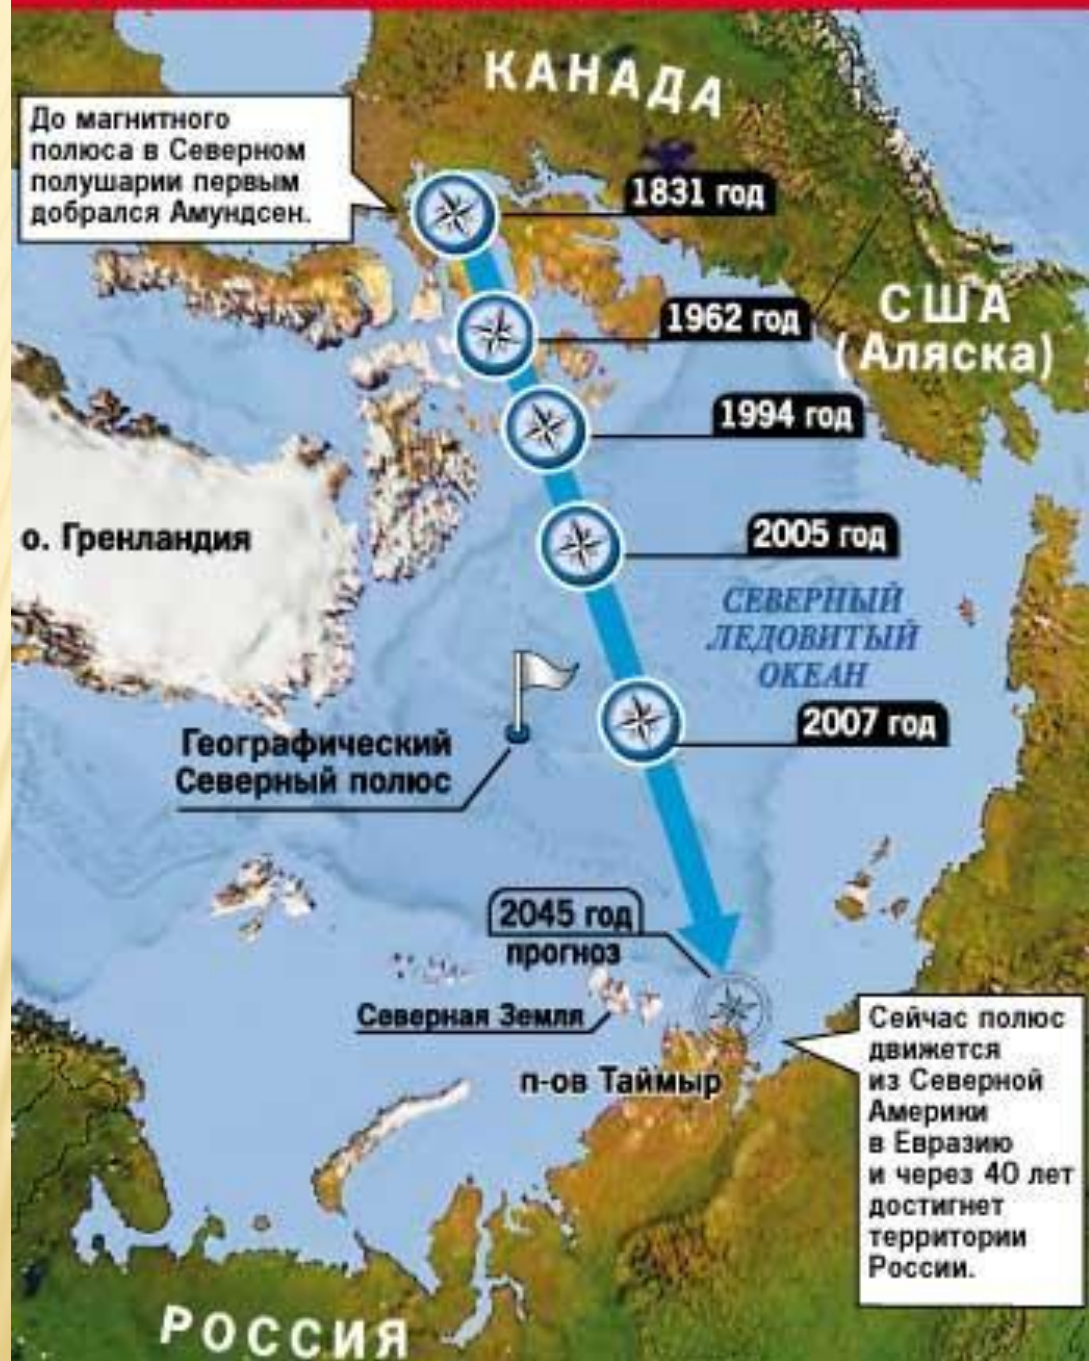 КАНАДА
До магнитного
полюса в Северном
полушарии первым
добрался Амундсен.
1831 год
1962 год
США
(Аляска)
1994 год
о. Гренландия
2005 год
СЕВЕРНЫЙ
ЛЕДОВИТЫЙ
ОКЕАН
2007 год
Географический
Северный полюс
2045 год
прогноз
Северная Земля
п-ов Таймыр
Сейчас полюс
движется
из Северной
Америки
в Евразию
и через 40 лет
достигнет
территории
России.
РОССИЯ